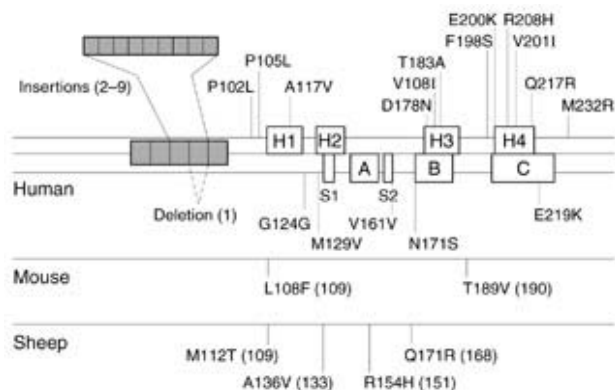 E200K R208H
P105L F198S V201I
Insertions (2–9) P102L A117V T183A
V108I Q217R
D178N M232R
H1 H2 H3 H4
A B C
Human S1 S2
Deletion (1) G124G V161V E219K
M129V N171S
Mouse
L108F (109) T189V (190)
Sheep
M112T (109) Q171R (168)
A136V (133) R154H (151)